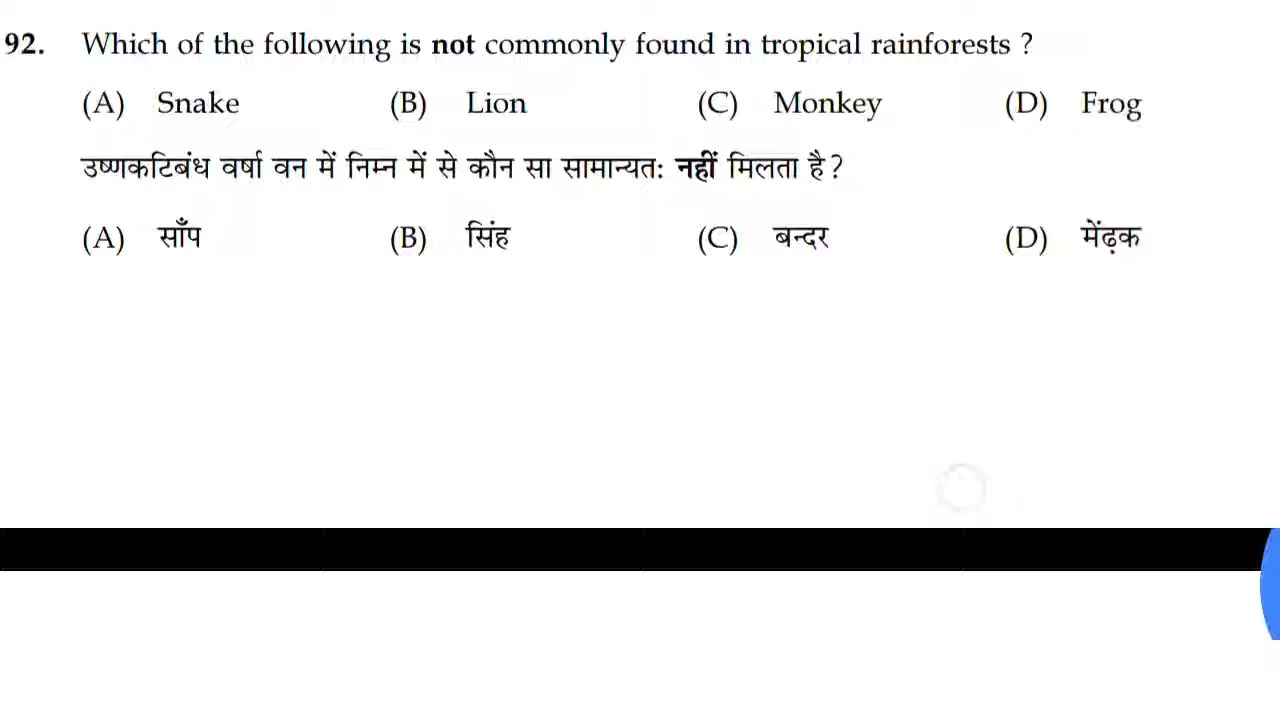 92. Which of the following is not commonly found in tropical rainforests ?
(A) Snake (B) Lion (C) Monkey (D) Frog
उष्णकटिबंध वर्षा वन में निम्न में से कौन सा सामान्यतः नहीं मिलता है?
(A) साँप (B) सिंह (C) बन्दर (D) मेंढ़क